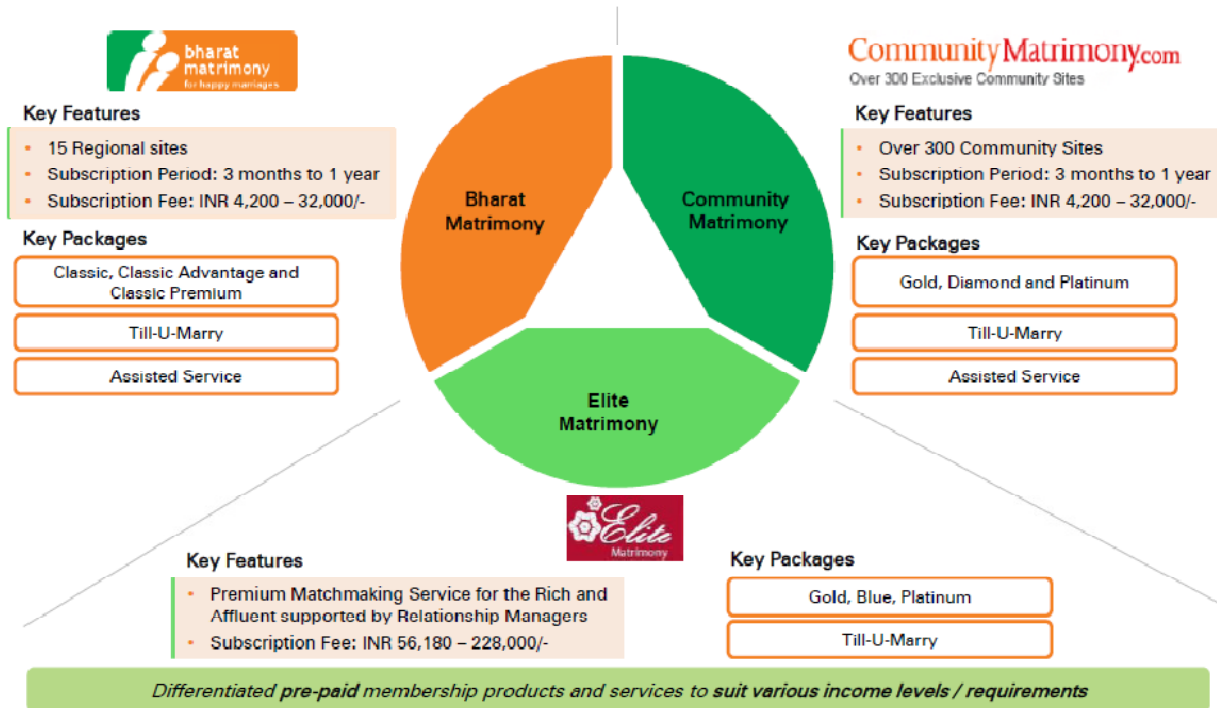 bharat
matrimony
for happy marriages
Key Features
• 15 Regional sites
• Subscription Period: 3 months to 1 year
• Subscription Fee: INR 4,200 – 32,000/-
Key Packages
Classic, Classic Advantage and
Classic Premium
Till-U-Marry
Assisted Service
Bharat
Matrimony
Community
Matrimony
Elite
Matrimony
CommunityMatrimony.com
Over 300 Exclusive Community Sites
Key Features
• Over 300 Community Sites
• Subscription Period: 3 months to 1 year
• Subscription Fee: INR 4,200 – 32,000/-
Key Packages
Gold, Diamond and Platinum
Till-U-Marry
Assisted Service
Elite
Matrimony
Key Features
• Premium Matchmaking Service for the Rich and
Affluent supported by Relationship Managers
• Subscription Fee: INR 56,180 – 228,000/-
Key Packages
Gold, Blue, Platinum
Till-U-Marry
Differentiated pre-paid membership products and services to suit various income levels / requirements